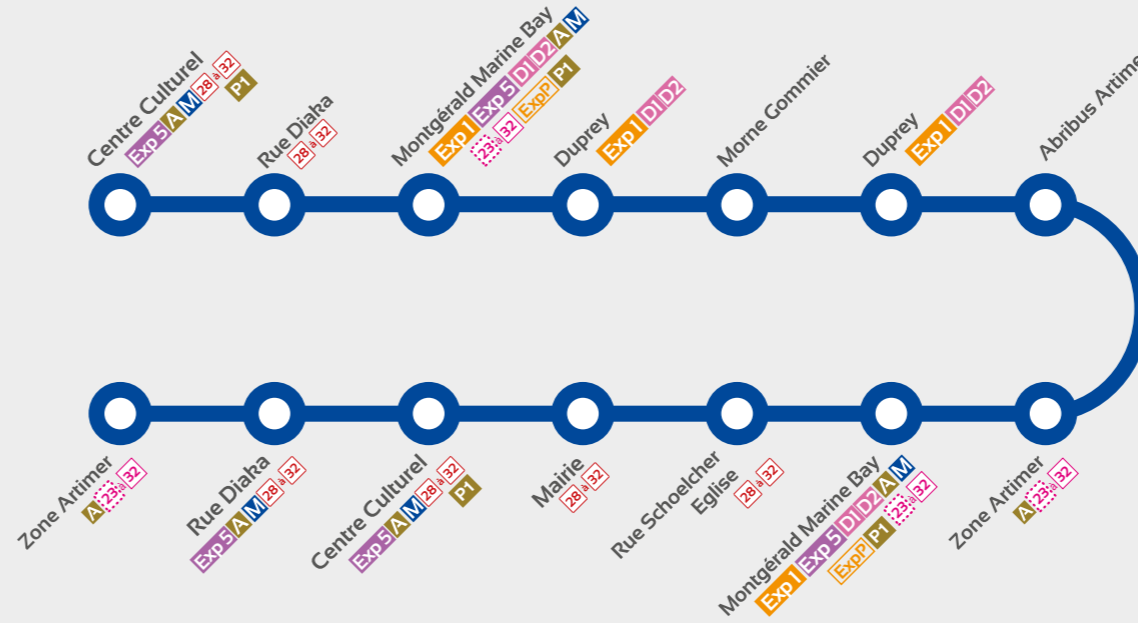 Centre Culturel
Exp 5 A M 28 à 32
P1
Rue Diaka
28 à 32
Montgérald Marine Bay
Exp 1 Exp 5 D1 D2 A M
23 à 32 ExpP P1
Duprey
Exp 1 D1 D2
Morne Gommier
Duprey
Exp 1 D1 D2
Abribus Artime
Zone Artimer
A 23 à 32
Rue Diaka
Exp 5 A M 28 à 32
Centre Culturel
Exp 5 A M 28 à 32
P1
Mairie
28 à 32
Rue Schoelcher
Eglise
28 à 32
Montgérald Marine Bay
Exp 1 Exp 5 D1 D2 A M
ExpP P1 23 à 32
Zone Artimer
A 23 à 32